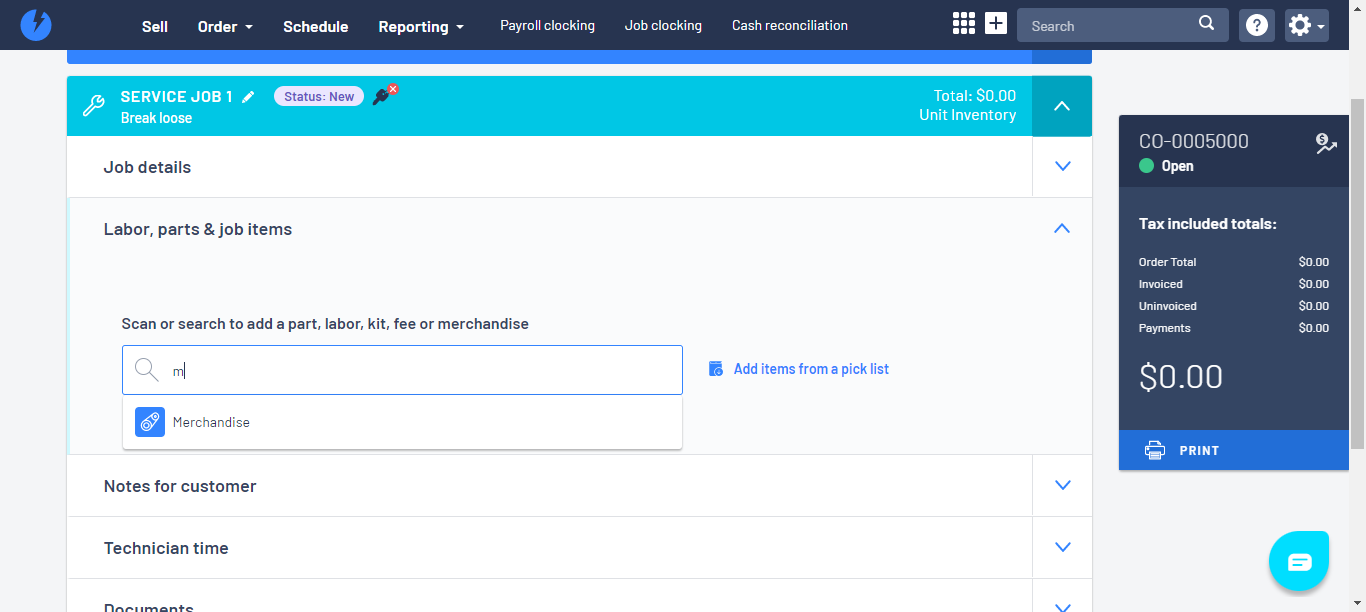 Sell
Order
Schedule
Reporting
Payroll clocking
Job clocking
Cash reconciliation
Search
SERVICE JOB 1
Status: New
Break loose
Total: $0.00
Unit Inventory
Job details
Labor, parts & job items
Scan or search to add a part, labor, kit, fee or merchandise
m
Add items from a pick list
Merchandise
Notes for customer
Technician time
Documents
CO-0005000
Open
Tax included totals:
Order Total $0.00
Invoiced $0.00
Uninvoiced $0.00
Payments $0.00
$0.00
PRINT